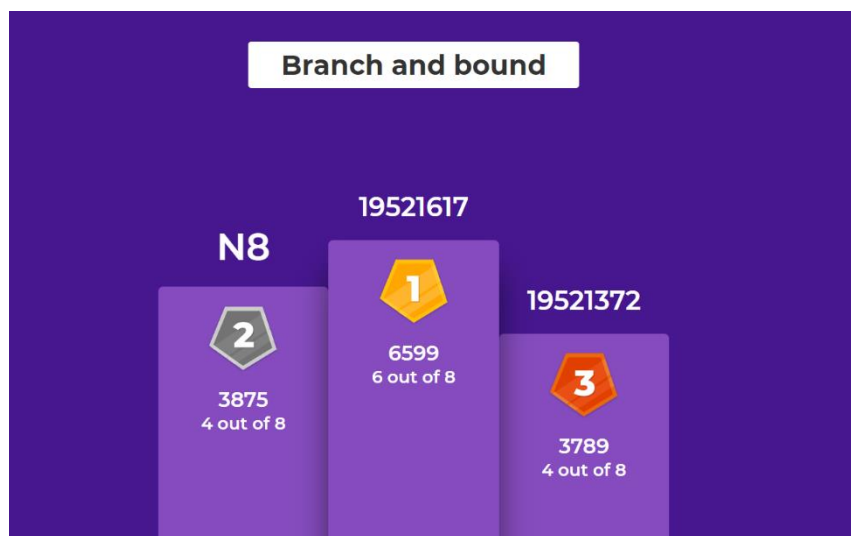 Branch and bound
N8
2
3875
4 out of 8
19521617
1
6599
6 out of 8
19521372
3
3789
4 out of 8